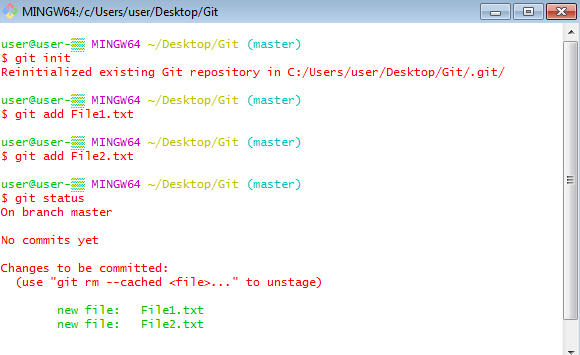 MINGW64:/c/Users/user/Desktop/Git
user@user- MINGW64 ~/Desktop/Git (master)
$ git init
Reinitialized existing Git repository in C:/Users/user/Desktop/Git/.git/
user@user- MINGW64 ~/Desktop/Git (master)
$ git add File1.txt
user@user- MINGW64 ~/Desktop/Git (master)
$ git add File2.txt
user@user- MINGW64 ~/Desktop/Git (master)
$ git status
On branch master
No commits yet
Changes to be committed:
  (use "git rm --cached <file>..." to unstage)
        new file:   File1.txt
        new file:   File2.txt